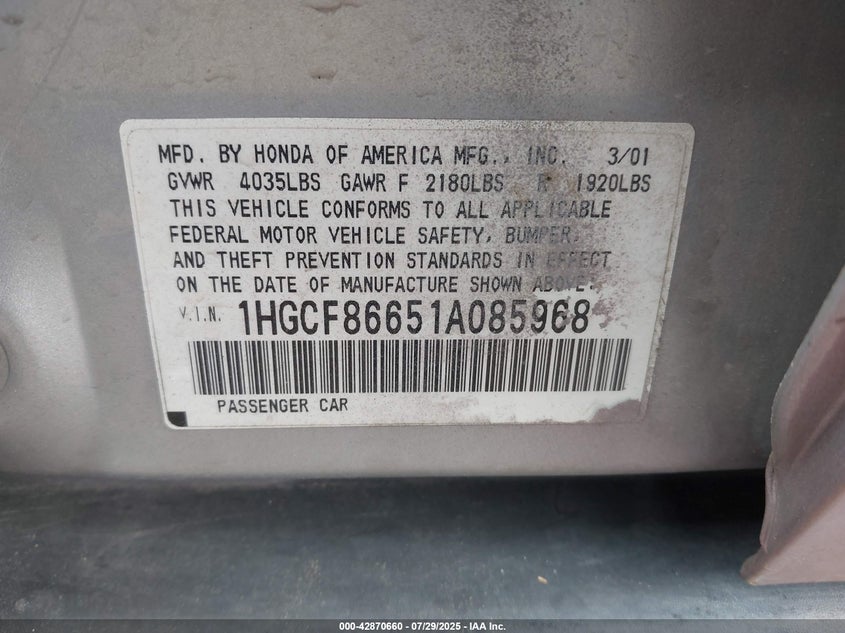 MFD. BY HONDA OF AMERICA MFG., INC. 3/01
GVWR 4035LBS GAWR F 2180LBS R 1920LBS
THIS VEHICLE CONFORMS TO ALL APPLICABLE
FEDERAL MOTOR VEHICLE SAFETY, BUMPER,
AND THEFT PREVENTION STANDARDS IN EFFECT
ON THE DATE OF MANUFACTURE SHOWN ABOVE.
V.I.N. 1HGCF86651A085968
PASSENGER CAR
000-42870660 - 07/29/2025 - IAA Inc.